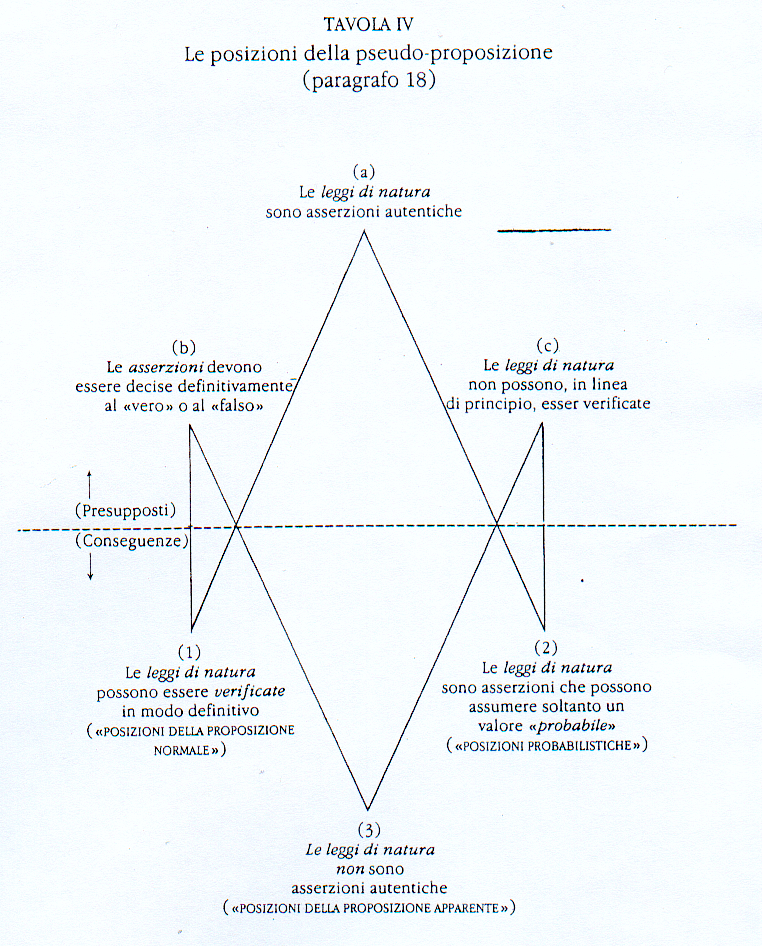 TAVOLA IV
Le posizioni della pseudo-proposizione
(paragrafo 18)
(a)
Le leggi di natura
sono asserzioni autentiche
(b)
Le asserzioni devono
essere decise definitivamente
al «vero» o al «falso»
(c)
Le leggi di natura
non possono, in linea
di principio, esser verificate
(Presupposti)
(Conseguenze)
(1)
Le leggi di natura
possono essere verificate
in modo definitivo
(«POSIZIONI DELLA PROPOSIZIONE
NORMALE»)
(2)
Le leggi di natura
sono asserzioni che possono
assumere soltanto un
valore «probabile»
(«POSIZIONI PROBABILISTICHE»)
(3)
Le leggi di natura
non sono
asserzioni autentiche
(«POSIZIONI DELLA PROPOSIZIONE APPARENTE»)